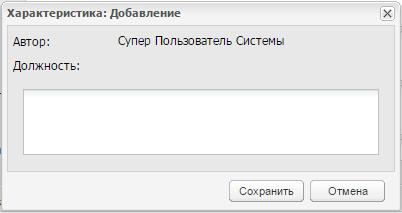 Характеристика: Добавление
Автор: Супер Пользователь Системы
Должность:
Сохранить Отмена